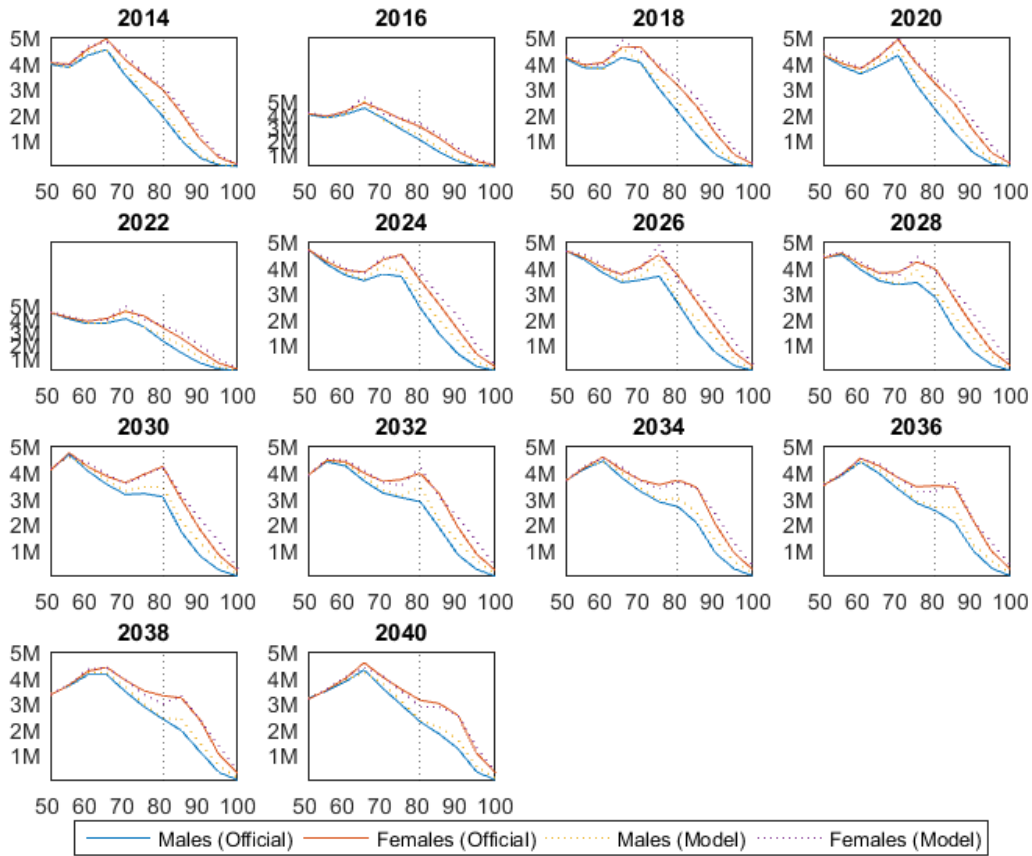 2014 2016 2018 2020
5M 5M 5M
4M 4M 4M
3M 3M 3M
2M 2M 2M
1M 1M 1M
5M
4M
3M
2M
1M
50 60 70 80 90 100 50 60 70 80 90 100 50 60 70 80 90 100 50 60 70 80 90 100
2022 2024 2026 2028
5M 5M 5M
4M 4M 4M
3M 3M 3M
2M 2M 2M
1M 1M 1M
5M
4M
3M
2M
1M
50 60 70 80 90 100 50 60 70 80 90 100 50 60 70 80 90 100 50 60 70 80 90 100
2030 2032 2034 2036
5M 5M 5M 5M
4M 4M 4M 4M
3M 3M 3M 3M
2M 2M 2M 2M
1M 1M 1M 1M
50 60 70 80 90 100 50 60 70 80 90 100 50 60 70 80 90 100 50 60 70 80 90 100
2038 2040
5M 5M
4M 4M
3M 3M
2M 2M
1M 1M
50 60 70 80 90 100 50 60 70 80 90 100
Males (Official) Females (Official) Males (Model) Females (Model)